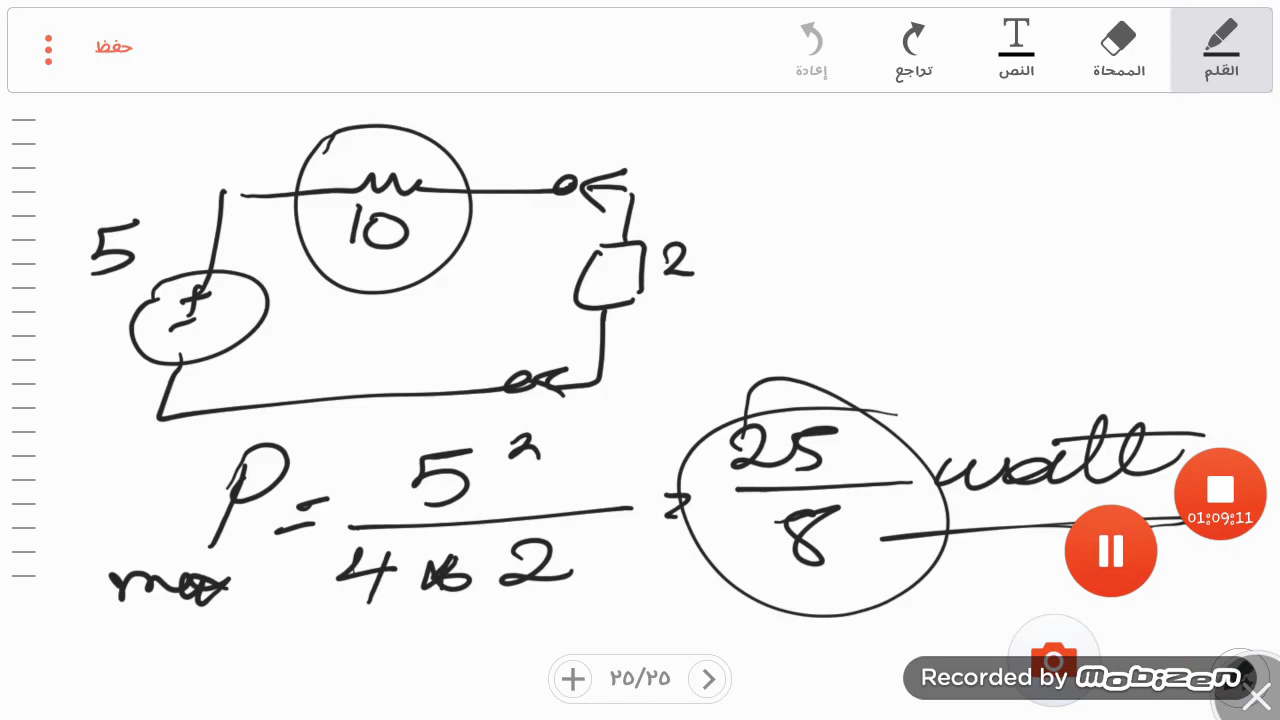 حفظ
إعادة
تراجع
النص
الممحاة
القلم
10
5
+
-
2
P max = 5² / 4 * 2 = 25 / 8 watt
01:09:11
٢٥/٢٥
Recorded by mobizen